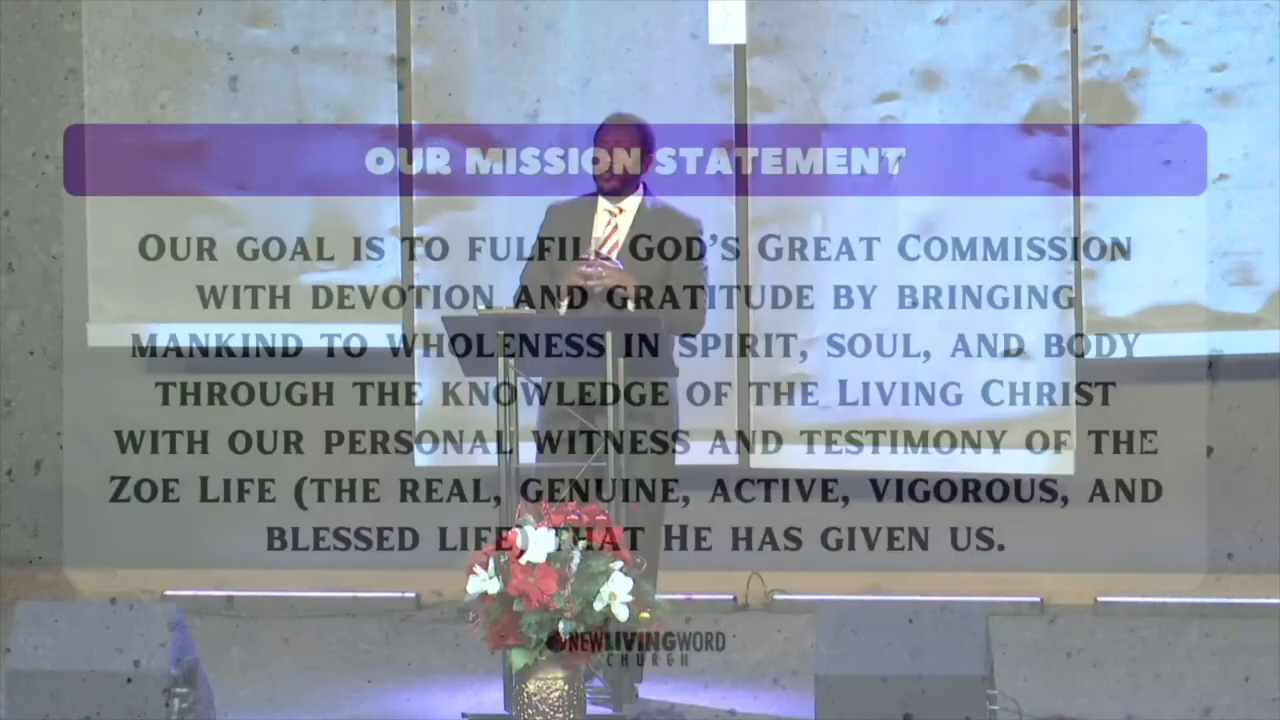 OUR MISSION STATEMENT
Our goal is to fulfill God's Great Commission
with devotion and gratitude by bringing
mankind to wholeness in spirit, soul, and body
through the knowledge of the Living Christ
with our personal witness and testimony of the
Zoe Life (the real, genuine, active, vigorous, and
blessed life) that He has given us.
NEWLIVINGWORD
CHURCH